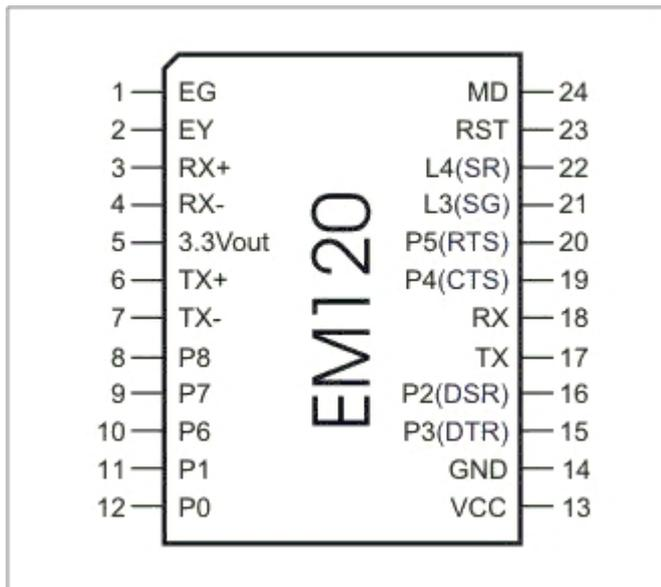 1 EG MD 24
2 EY RST 23
3 RX+ L4(SR) 22
4 RX- L3(SG) 21
5 3.3Vout P5(RTS) 20
6 TX+ P4(CTS) 19
7 TX- RX 18
8 P8 TX 17
9 P7 P2(DSR) 16
10 P6 P3(DTR) 15
11 P1 GND 14
12 P0 VCC 13
EM120